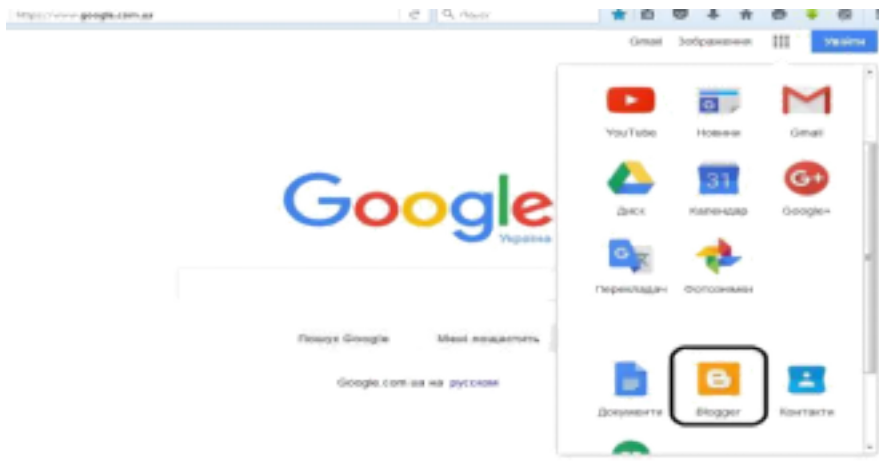 https://www.google.com.ua
Пошук
Gmail Зображення Увійти
YouTube Новини Gmail
31
Диск Календар Google+
Перекладач Фотознімки
Google
Україна
Пошук Google Мені пощастить
Google.com.ua на русском
Документи Blogger Контакти